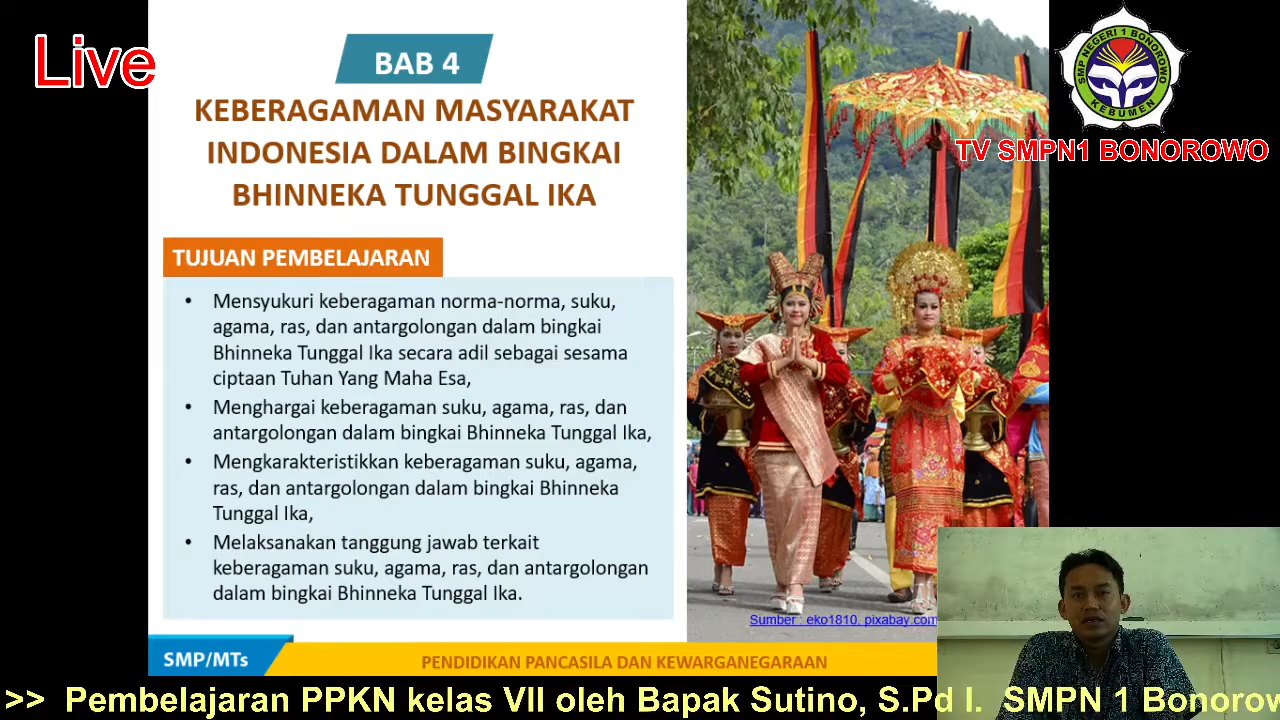 Live
BAB 4
KEBERAGAMAN MASYARAKAT
INDONESIA DALAM BINGKAI
BHINNEKA TUNGGAL IKA
TUJUAN PEMBELAJARAN
• Mensyukuri keberagaman norma-norma, suku,
agama, ras, dan antargolongan dalam bingkai
Bhinneka Tunggal Ika secara adil sebagai sesama
ciptaan Tuhan Yang Maha Esa,
• Menghargai keberagaman suku, agama, ras, dan
antargolongan dalam bingkai Bhinneka Tunggal Ika,
• Mengkarakteristikkan keberagaman suku, agama,
ras, dan antargolongan dalam bingkai Bhinneka
Tunggal Ika,
• Melaksanakan tanggung jawab terkait
keberagaman suku, agama, ras, dan antargolongan
dalam bingkai Bhinneka Tunggal Ika.
SMP NEGERI 1 BONOROWO
KEBUMEN
TV SMPN1 BONOROWO
Sumber : eko1810, pixabay.com
SMP/MTs
PENDIDIKAN PANCASILA DAN KEWARGANEGARAAN
>> Pembelajaran PPKN kelas VII oleh Bapak Sutino, S.Pd I. SMPN 1 Bonorow